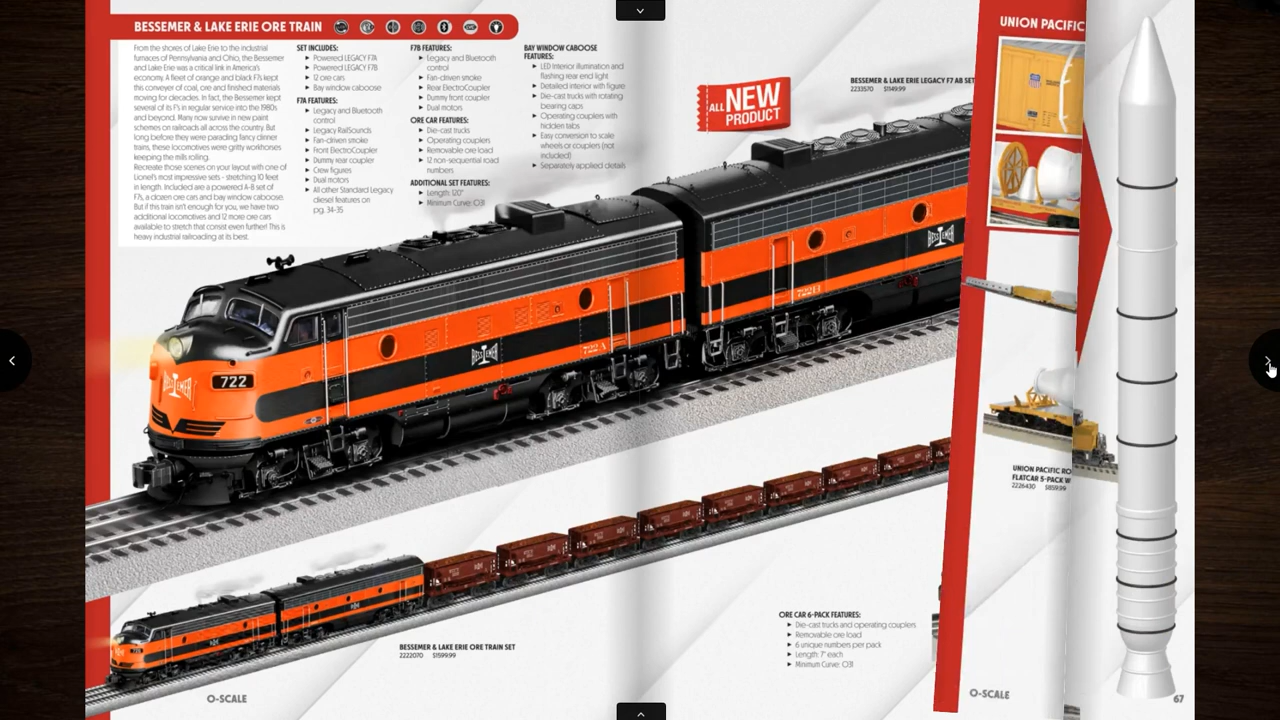 BESSEMER & LAKE ERIE ORE TRAIN
From the shores of Lake Erie to the industrial
furnaces of Pennsylvania and Ohio, the Bessemer
and Lake Erie was a critical link in America's
economy. A fleet of orange and black F7s kept
this conveyer of coal, ore and finished materials
moving for decades. In fact, the Bessemer kept
several of its F's in regular service into the 1980s
and beyond. Many now survive in new paint
schemes on railroads all across the country. But
long before they were parading fancy dinner
trains, these locomotives were gritty workhorses
keeping the mills rolling.
Recreate those scenes on your layout with one of
Lionel's most impressive sets - stretching 10 feet
in length. Included are a powered A-B set of
F7s, a dozen ore cars and bay window caboose.
But if this train isn't enough for you, we have two
additional locomotives and 12 more ore cars
available to stretch that consist even further! This is
heavy industrial railroading at its best.
SET INCLUDES:
► Powered LEGACY F7A
► Powered LEGACY F7B
► 12 ore cars
► Bay window caboose
F7A FEATURES:
► Legacy and Bluetooth
control
► Legacy RailSounds
► Fan-driven smoke
► Front ElectroCoupler
► Dummy rear coupler
► Crew figures
► Dual motors
► All other Standard Legacy
diesel features on
pg. 34-35
F7B FEATURES:
► Legacy and Bluetooth
control
► Fan-driven smoke
► Rear ElectroCoupler
► Dummy front coupler
► Dual motors
ORE CAR FEATURES:
► Die-cast trucks
► Operating couplers
► Removable ore load
► 12 non-sequential road
numbers
ADDITIONAL SET FEATURES:
► Length: 120"
► Minimum Curve: O31
BAY WINDOW CABOOSE
FEATURES:
► LED Interior illumination and
flashing rear end light
► Detailed interior with figure
► Die-cast trucks with rotating
bearing caps
► Operating couplers with
hidden tabs
► Easy conversion to scale
wheels or couplers (not
included)
► Separately applied details
ALL NEW
PRODUCT
BESSEMER & LAKE ERIE LEGACY F7 AB SET
2233570 $1149.99
UNION PACIFIC
BESSEMER
722
BESSEMER
722 A
BESSEMER
UNION PACIFIC RO
FLATCAR 5-PACK W
2226430 $859.99
BESSEMER & LAKE ERIE ORE TRAIN SET
2222070 $1599.99
ORE CAR 6-PACK FEATURES:
► Die-cast trucks and operating couplers
► Removable ore load
► 6 unique numbers per pack
► Length: 7" each
► Minimum Curve: O31
O-SCALE
O-SCALE
67